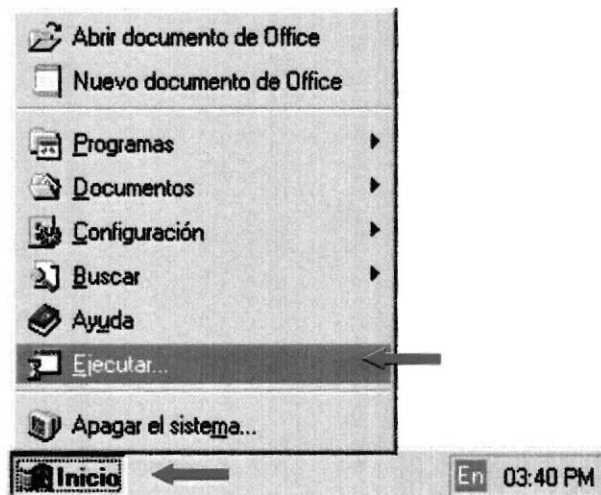 Abrir documento de Office
Nuevo documento de Office
Programas
Documentos
Configuración
Buscar
Ayuda
Ejecutar...
Apagar el sistema...
Inicio
En 03:40 PM